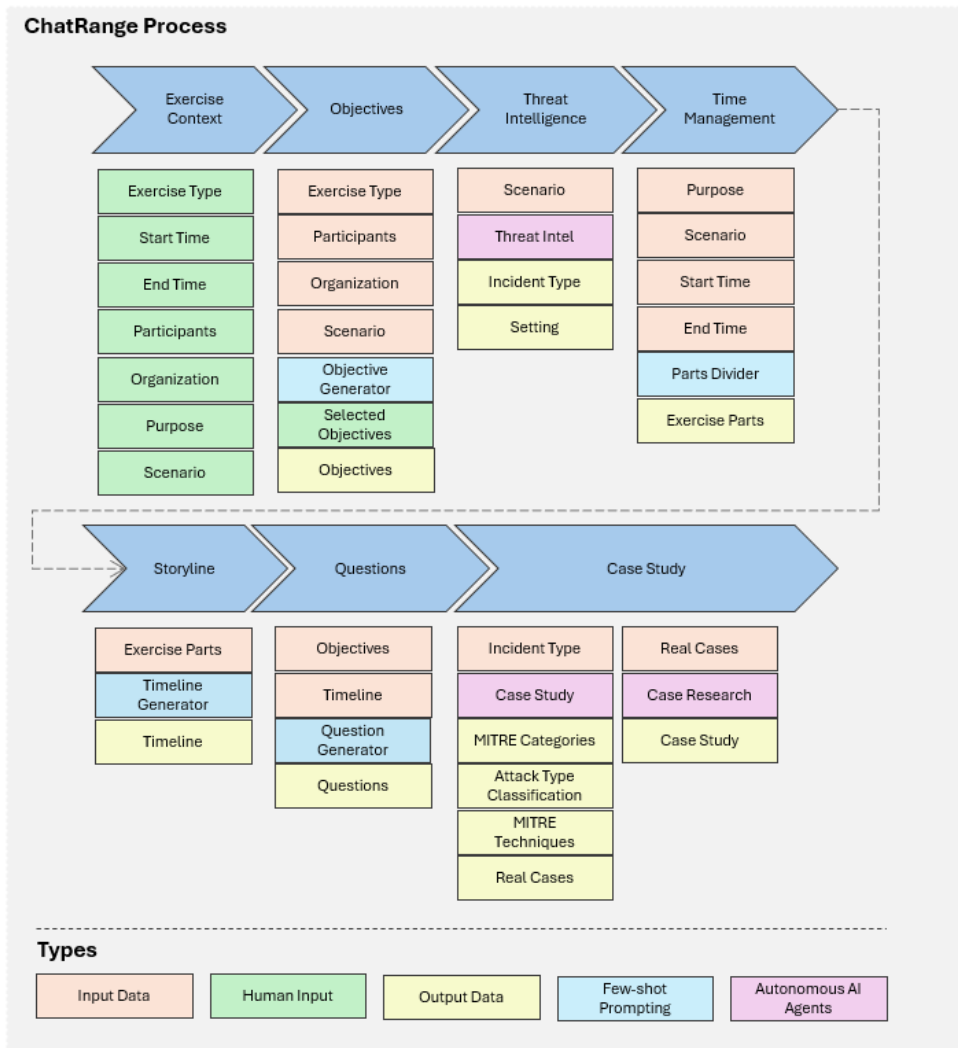 ChatRange Process
Exercise
Context
Objectives
Threat
Intelligence
Time
Management
Exercise Type
Start Time
End Time
Participants
Organization
Purpose
Scenario
Exercise Type
Participants
Organization
Scenario
Objective
Generator
Selected
Objectives
Objectives
Scenario
Threat Intel
Incident Type
Setting
Purpose
Scenario
Start Time
End Time
Parts Divider
Exercise Parts
Storyline
Questions
Case Study
Exercise Parts
Timeline
Generator
Timeline
Objectives
Timeline
Question
Generator
Questions
Incident Type
Case Study
MITRE Categories
Attack Type
Classification
MITRE
Techniques
Real Cases
Real Cases
Case Research
Case Study
Types
Input Data
Human Input
Output Data
Few-shot
Prompting
Autonomous AI
Agents